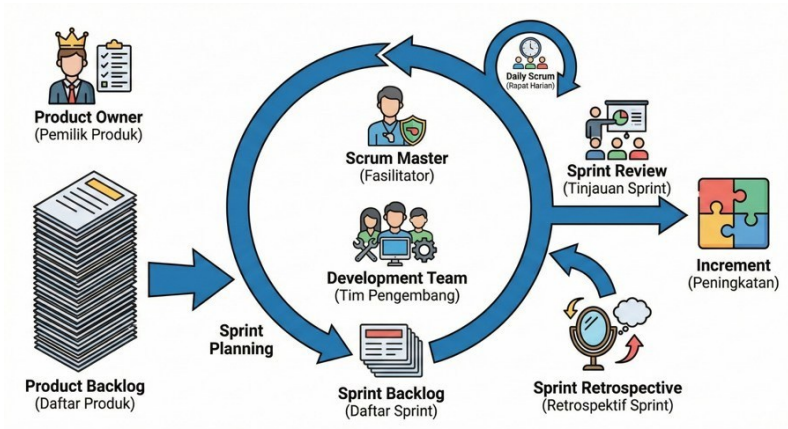 Product Owner
(Pemilik Produk)
Daily Scrum
(Rapat Harian)
Scrum Master
(Fasilitator)
Sprint Review
(Tinjauan Sprint)
Development Team
(Tim Pengembang)
Increment
(Peningkatan)
Sprint
Planning
Product Backlog
(Daftar Produk)
Sprint Backlog
(Daftar Sprint)
Sprint Retrospective
(Retrospektif Sprint)